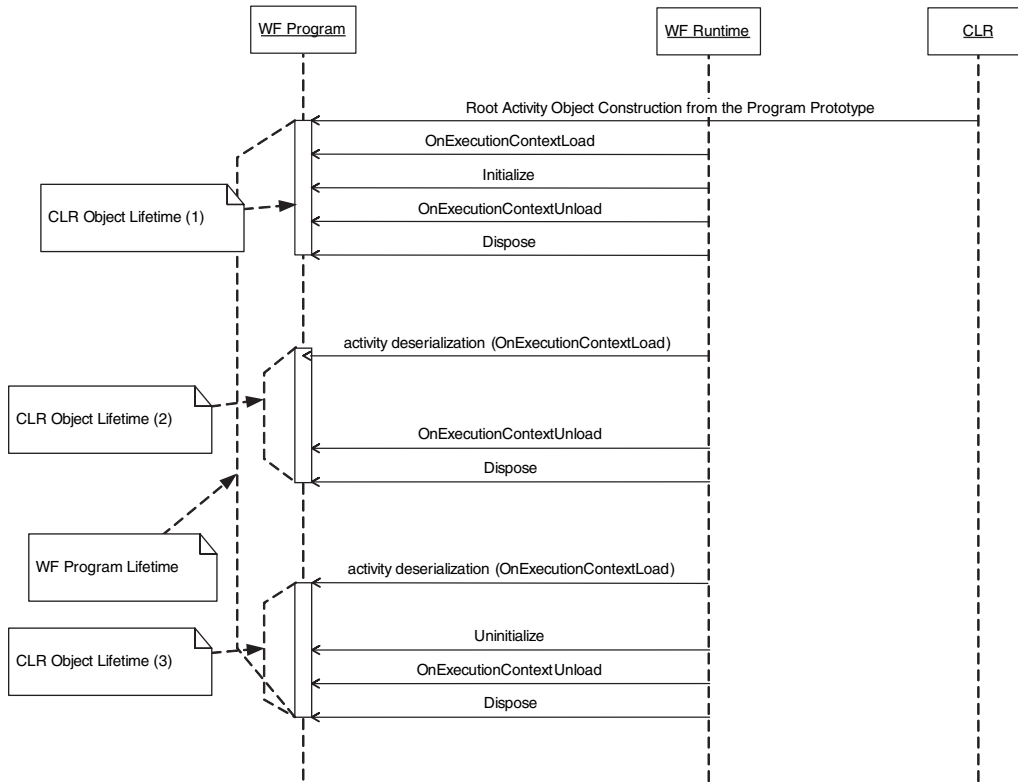 WF Program
WF Runtime
CLR
Root Activity Object Construction from the Program Prototype
OnExecutionContextLoad
Initialize
CLR Object Lifetime (1)
OnExecutionContextUnload
Dispose
activity deserialization (OnExecutionContextLoad)
CLR Object Lifetime (2)
OnExecutionContextUnload
Dispose
WF Program Lifetime
activity deserialization (OnExecutionContextLoad)
Uninitialize
CLR Object Lifetime (3)
OnExecutionContextUnload
Dispose